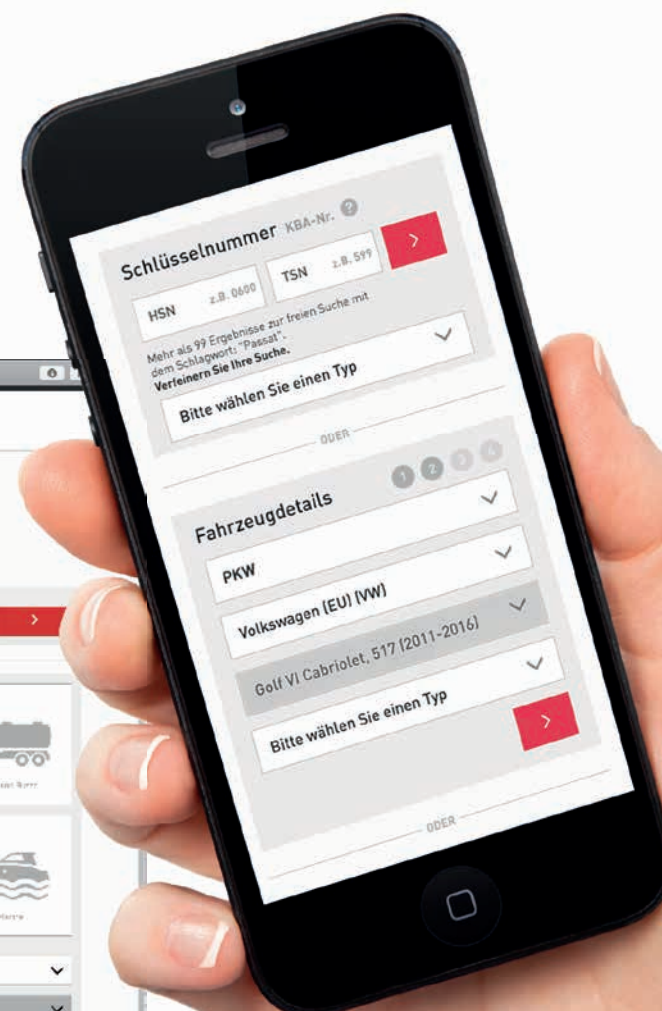 Schlüsselnummer KBA-Nr. ?
HSN z.B. 0600 TSN z.B. 599
Mehr als 99 Ergebnisse zur freien Suche mit
dem Schlagwort: "Passat".
Verfeinern Sie Ihre Suche.
Bitte wählen Sie einen Typ
ODER
Fahrzeugdetails 1 2 3 4
PKW
Volkswagen (EU) (VW)
Golf VI Cabriolet, 517 (2011-2016)
Bitte wählen Sie einen Typ
ODER